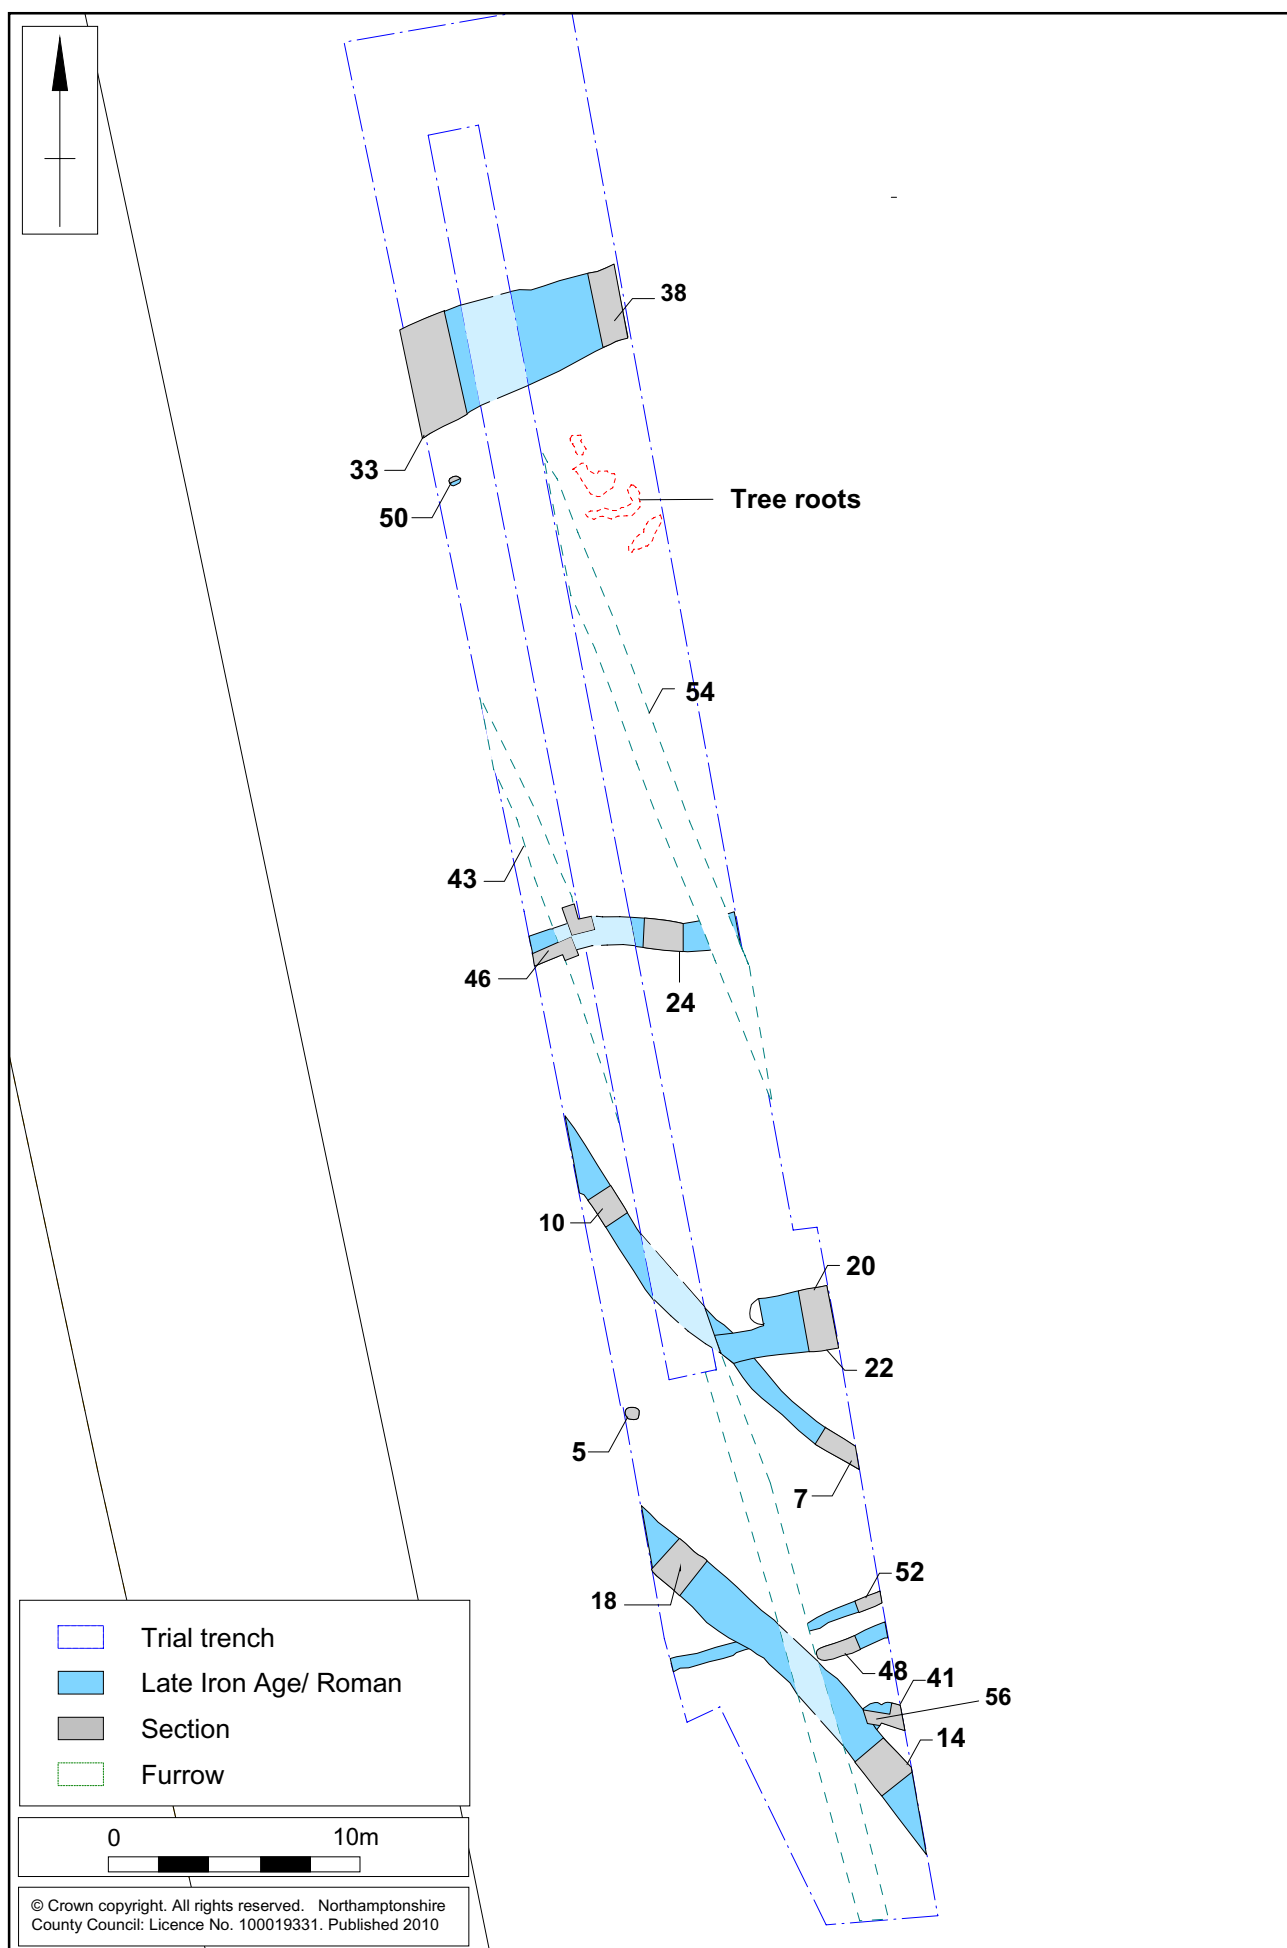 38
33
50
Tree roots
54
43
46
24
10
20
22
5
7
52
18
48
41
56
14
Trial trench
Late Iron Age/ Roman
Section
Furrow
0 10m
© Crown copyright. All rights reserved. Northamptonshire
County Council: Licence No. 100019331. Published 2010